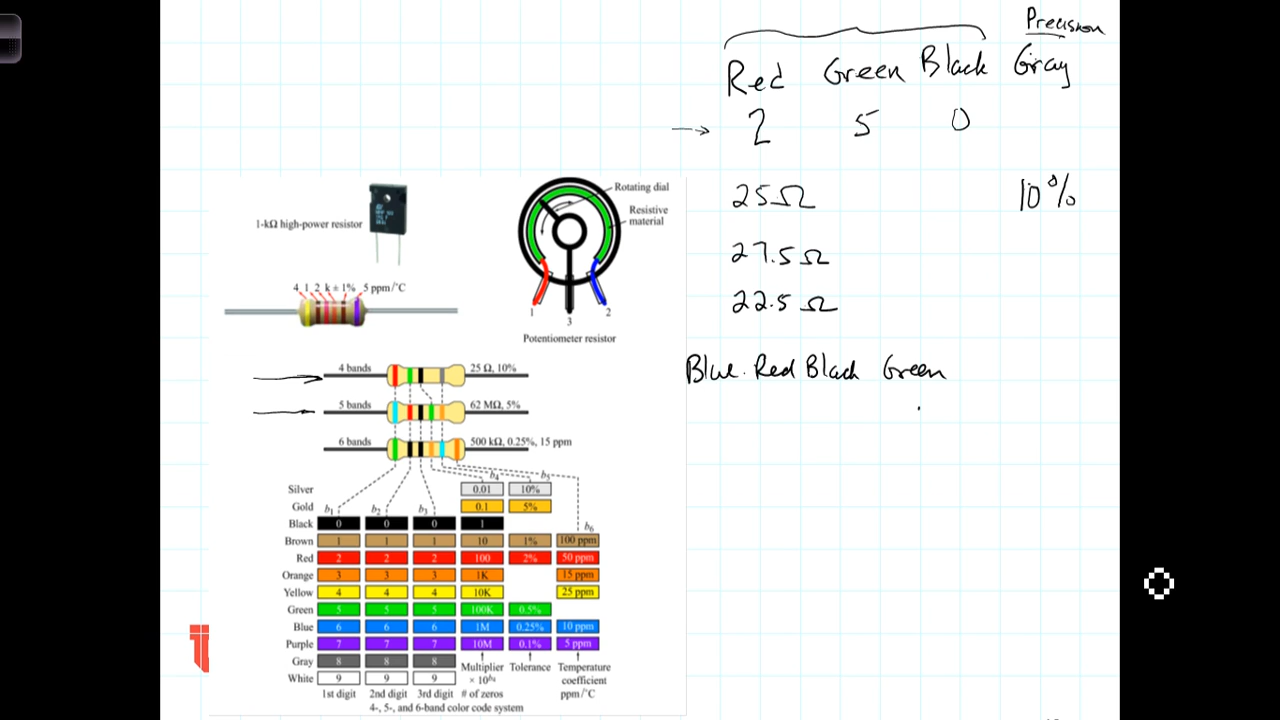 Precision
Red Green Black Gray
→ 2 5 0
25Ω 10%
27.5 Ω
22.5 Ω
Blue Red Black Green
1-kΩ high-power resistor
4 1 2 k ± 1% 5 ppm/°C
Rotating dial
Resistive
material
1 3 2
Potentiometer resistor
4 bands 25 Ω, 10%
5 bands 62 MΩ, 5%
6 bands 500 kΩ, 0.25%, 15 ppm
b4 b5
Silver 0.01 10%
Gold b1 b2 b3 0.1 5%
Black 0 0 0 1 b6
Brown 1 1 1 10 1% 100 ppm
Red 2 2 2 100 2% 50 ppm
Orange 3 3 3 1K 15 ppm
Yellow 4 4 4 10K 25 ppm
Green 5 5 5 100K 0.5%
Blue 6 6 6 1M 0.25% 10 ppm
Purple 7 7 7 10M 0.1% 5 ppm
Gray 8 8 8 Multiplier Tolerance Temperature
White 9 9 9 × 10^b4 coefficient
1st digit 2nd digit 3rd digit # of zeros ppm/°C
4-, 5-, and 6-band color code system